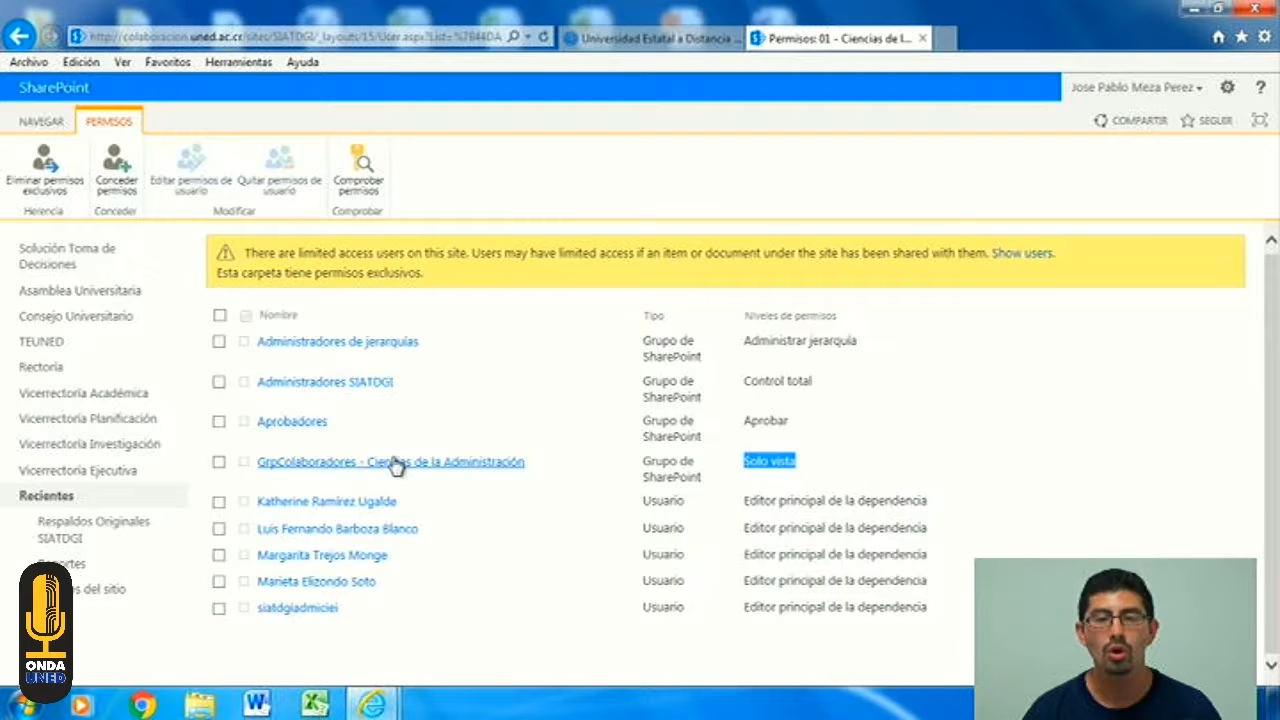 http://colaboracion.uned.ac.cr/sites/SIATDGI/_layouts/15/User.aspx?List=%7B44DA
Universidad Estatal a Distancia ...
Permisos: 01 - Ciencias de l...
Archivo Edición Ver Favoritos Herramientas Ayuda
SharePoint
Jose Pablo Meza Perez
?
NAVEGAR PERMISOS
COMPARTIR SEGUIR
Eliminar permisos exclusivos
Conceder permisos
Editar permisos de usuario
Quitar permisos de usuario
Comprobar permisos
Herencia Conceder Modificar Comprobar
Solución Toma de
Decisiones
Asamblea Universitaria
Consejo Universitario
TEUNED
Rectoría
Vicerrectoría Académica
Vicerrectoría Planificación
Vicerrectoría Investigación
Vicerrectoría Ejecutiva
Recientes
Respaldos Originales
SIATDGI
del sitio
There are limited access users on this site. Users may have limited access if an item or document under the site has been shared with them. Show users.
Esta carpeta tiene permisos exclusivos.
Nombre Tipo Niveles de permisos
Administradores de jerarquías Grupo de SharePoint Administrar jerarquía
Administradores SIATDGI Grupo de SharePoint Control total
Aprobadores Grupo de SharePoint Aprobar
GrpColaboradores - Ciencias de la Administración Grupo de SharePoint Solo vista
Katherine Ramírez Ugalde Usuario Editor principal de la dependencia
Luis Fernando Barboza Blanco Usuario Editor principal de la dependencia
Margarita Trejos Monge Usuario Editor principal de la dependencia
Marieta Elizondo Soto Usuario Editor principal de la dependencia
siatdgiadmiciei Usuario Editor principal de la dependencia
ONDA
UNED